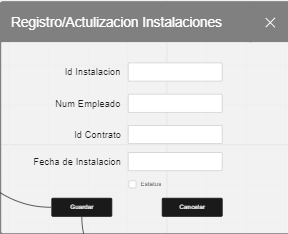 Registro/Actulizacion Instalaciones
Id Instalacion
Num Empleado
Id Contrato
Fecha de Instalacion
Estatus
Guardar Cancelar